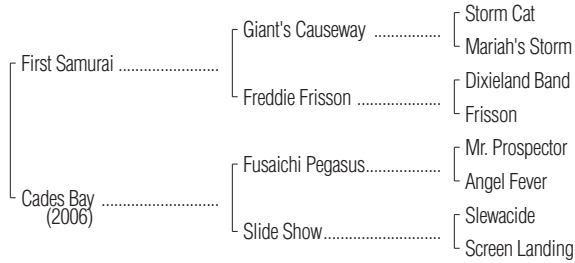 Storm Cat
Giant's Causeway ..................
Mariah's Storm
First Samurai .......................
Dixieland Band
Freddie Frisson ...................
Frisson
Mr. Prospector
Fusaichi Pegasus.................
Angel Fever
Cades Bay ...........................
(2006)
Slewacide
Slide Show...........................
Screen Landing